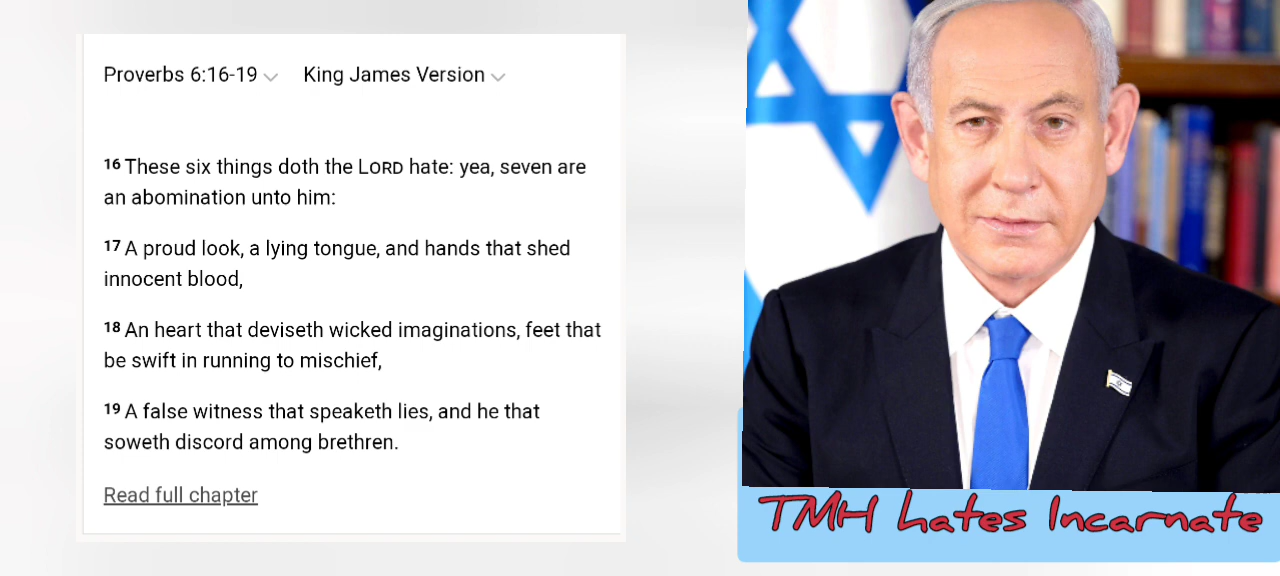 Proverbs 6:16-19 King James Version
16 These six things doth the LORD hate: yea, seven are
an abomination unto him:
17 A proud look, a lying tongue, and hands that shed
innocent blood,
18 An heart that deviseth wicked imaginations, feet that
be swift in running to mischief,
19 A false witness that speaketh lies, and he that
soweth discord among brethren.
Read full chapter
TMH hates Incarnate